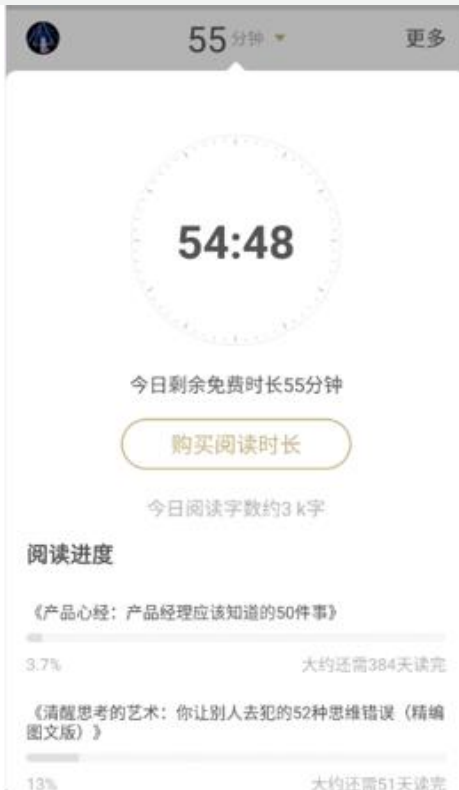 55分钟
更多
54:48
今日剩余免费时长55分钟
购买阅读时长
今日阅读字数约3 k字
阅读进度
《产品心经：产品经理应该知道的50件事》
3.7%
大约还需384天读完
《清醒思考的艺术：你让别人去犯的52种思维错误（精编
图文版）》
13%
大约还需51天读完